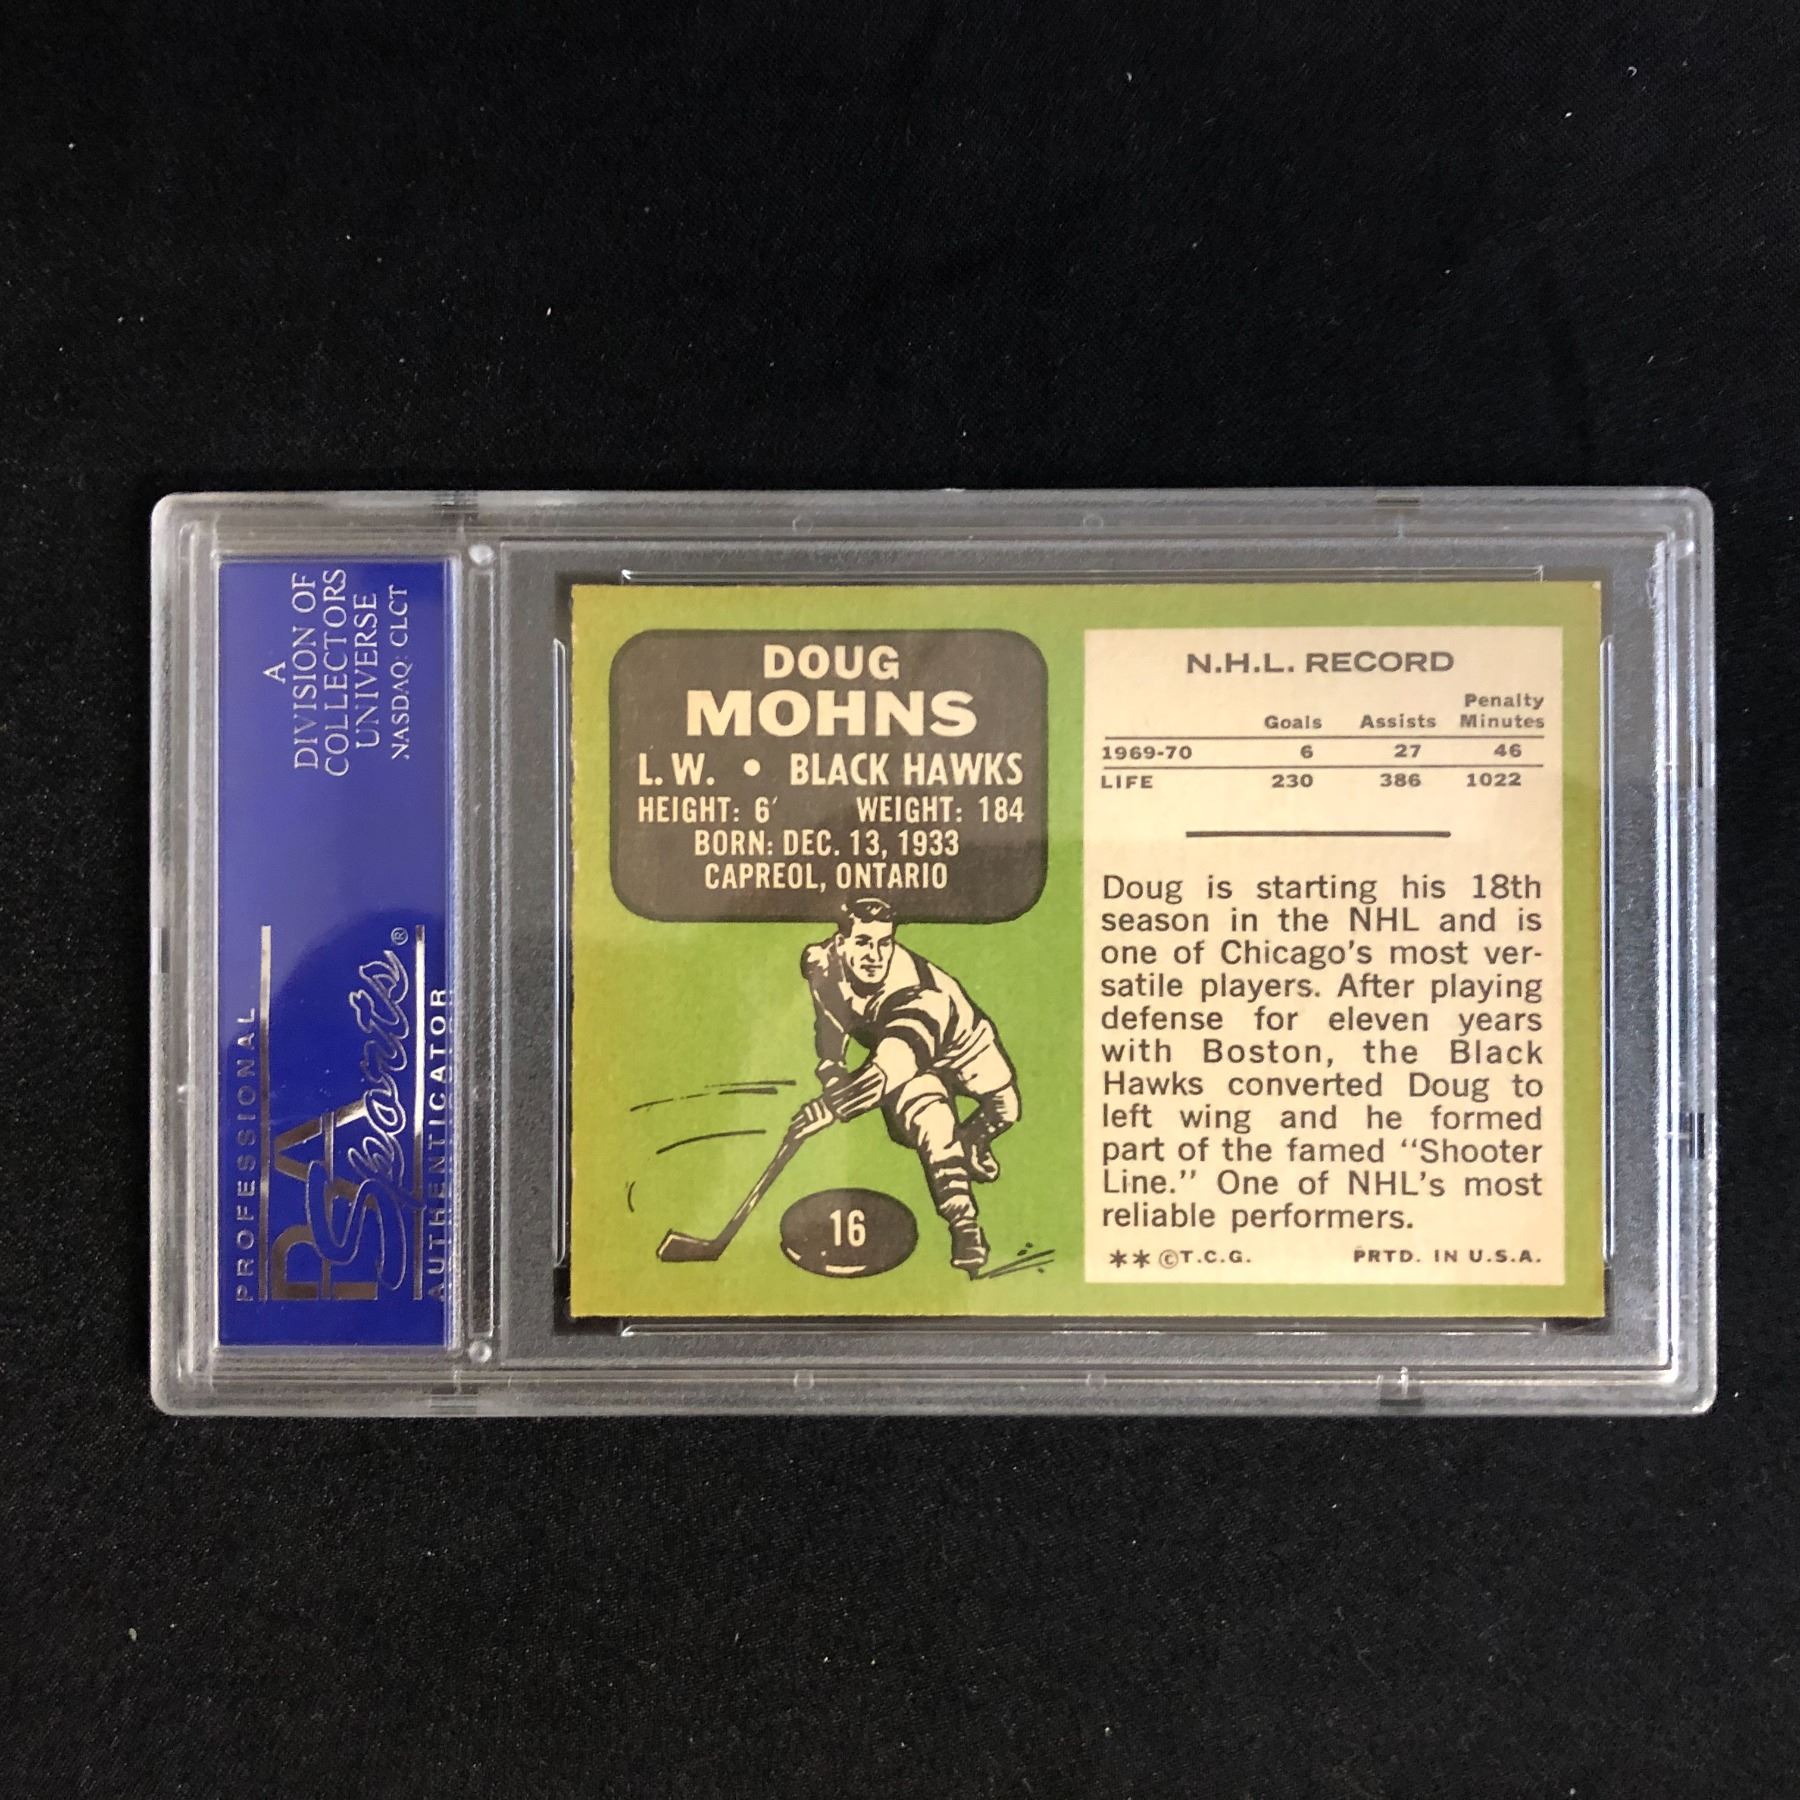 A
DIVISION OF
COLLECTORS
UNIVERSE
NASDAQ: CLCT
PROFESSIONAL
PSA
Sports®
AUTHENTICATOR
DOUG
MOHNS
L.W. • BLACK HAWKS
HEIGHT: 6′ WEIGHT: 184
BORN: DEC. 13, 1933
CAPREOL, ONTARIO
16
N.H.L. RECORD
Penalty
Goals Assists Minutes
1969-70 6 27 46
LIFE 230 386 1022
Doug is starting his 18th
season in the NHL and is
one of Chicago's most ver-
satile players. After playing
defense for eleven years
with Boston, the Black
Hawks converted Doug to
left wing and he formed
part of the famed “Shooter
Line.” One of NHL's most
reliable performers.
** ©T.C.G. PRTD. IN U.S.A.